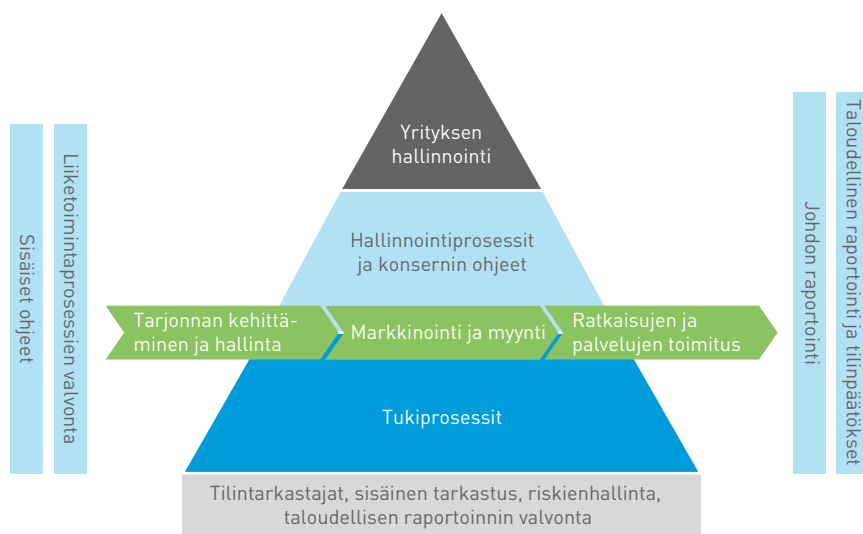 Yrityksen
hallinnointi
Hallinnointiprosessit
ja konsernin ohjeet
Tarjonnan kehittä-
minen ja hallinta
Markkinointi ja myynti
Ratkaisujen ja
palvelujen toimitus
Tukiprosessit
Tilintarkastajat, sisäinen tarkastus, riskienhallinta,
taloudellisen raportoinnin valvonta
Sisäiset ohjeet
Liiketoimintaprosessien valvonta
Johdon raportointi
Taloudellinen raportointi ja tilinpäätökset